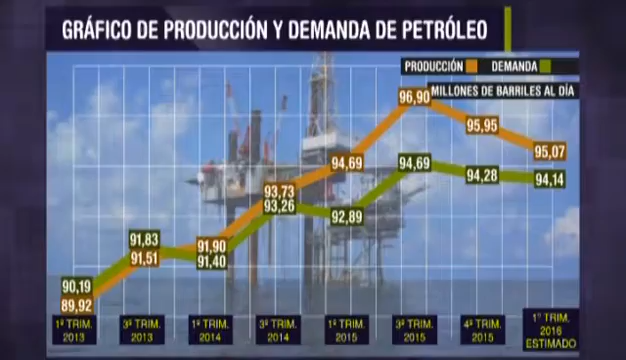 GRÁFICO DE PRODUCCIÓN Y DEMANDA DE PETRÓLEO
PRODUCCIÓN DEMANDA
MILLONES DE BARRILES AL DÍA
96,90
95,95
95,07
94,69
94,69
94,28
94,14
93,73
93,26
92,89
91,83
91,51
91,90
91,40
90,19
89,92
1º TRIM. 2013
3º TRIM. 2013
1º TRIM. 2014
3º TRIM. 2014
1º TRIM. 2015
3º TRIM. 2015
4º TRIM. 2015
1º TRIM. 2016 ESTIMADO